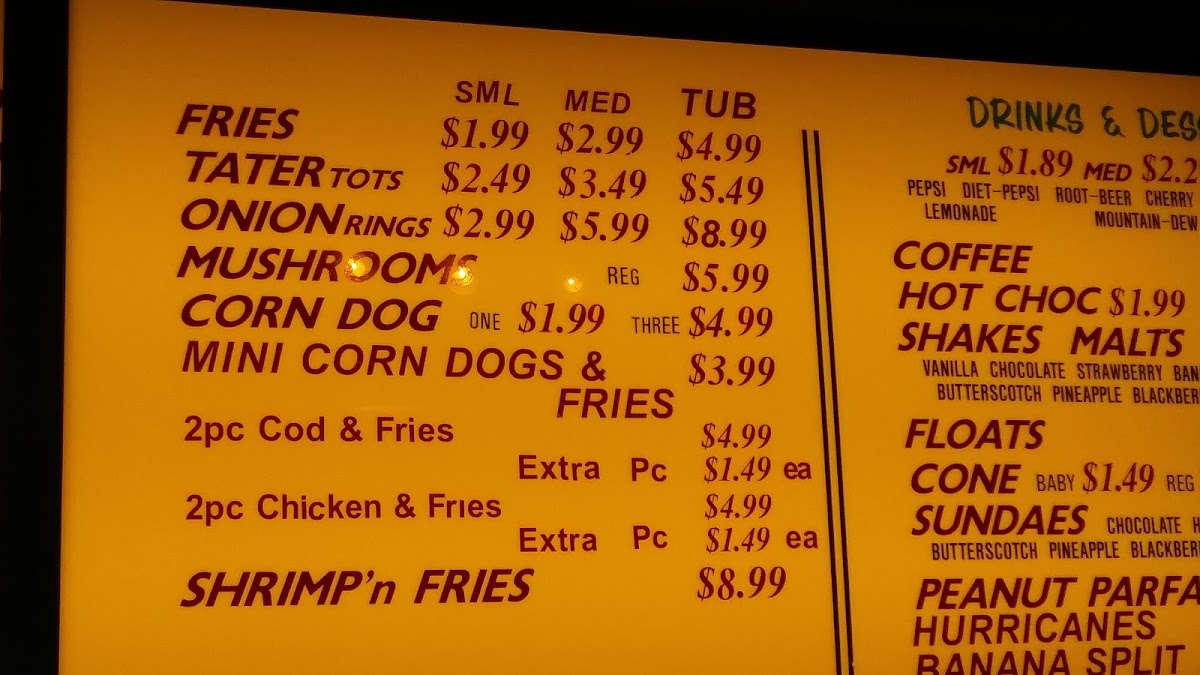 SML MED TUB
FRIES $1.99 $2.99 $4.99
TATER TOTS $2.49 $3.49 $5.49
ONION RINGS $2.99 $5.99 $8.99
MUSHROOMS REG $5.99
CORN DOG ONE $1.99 THREE $4.99
MINI CORN DOGS & $3.99
FRIES
2pc Cod & Fries $4.99
Extra Pc $1.49 ea
2pc Chicken & Fries $4.99
Extra Pc $1.49 ea
SHRIMP'n FRIES $8.99
DRINKS &
SML $1.89 MED
PEPSI DIET-PEPSI ROOT-BEER CHERRY
LEMONADE MOUNTAIN-DEW
COFFEE
HOT CHOC $1.99
SHAKES MALTS
VANILLA CHOCOLATE STRAWBERRY
BUTTERSCOTCH PINEAPPLE
FLOATS
CONE BABY $1.49 REG
SUNDAES CHOCOLATE
BUTTERSCOTCH PINEAPPLE
PEANUT
HURRICANES
BANANA SPLIT